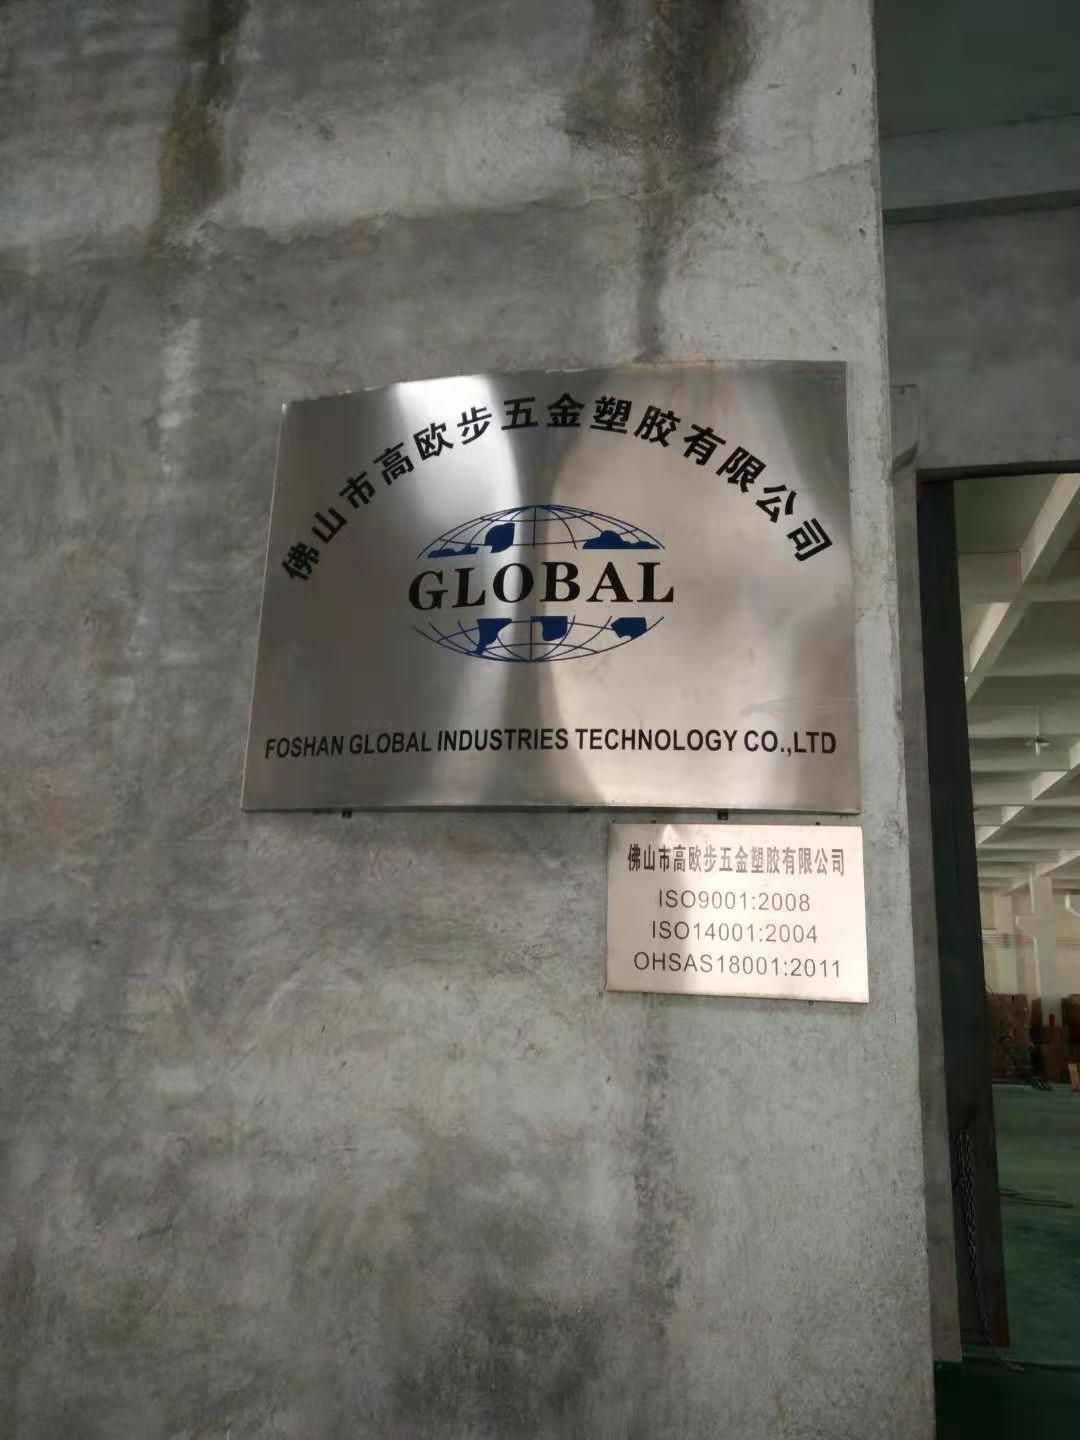 佛山市高欧步五金塑胶有限公司
GLOBAL
FOSHAN GLOBAL INDUSTRIES TECHNOLOGY CO.,LTD
佛山市高欧步五金塑胶有限公司
ISO9001:2008
ISO14001:2004
OHSAS18001:2011